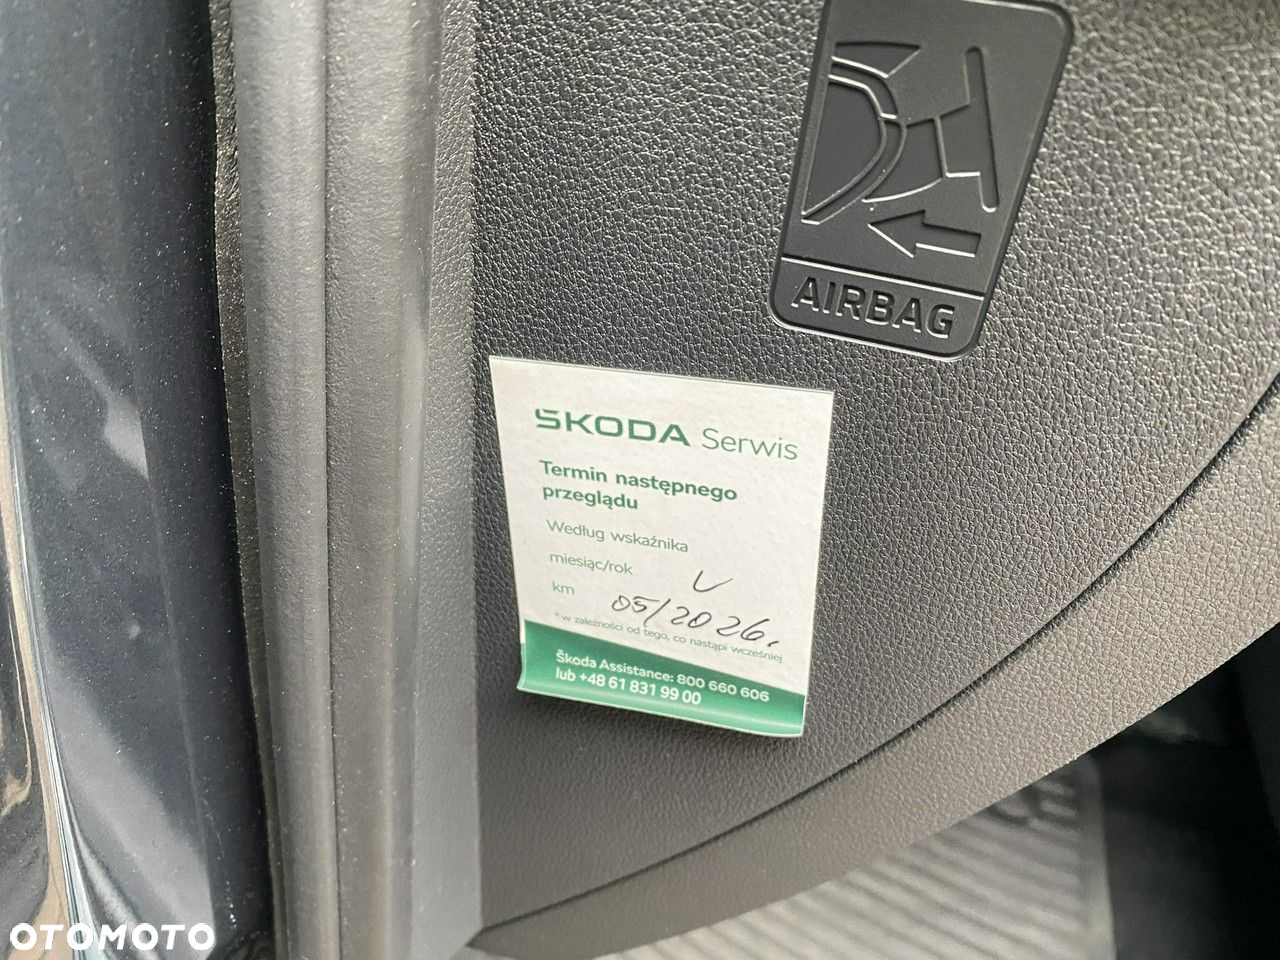 AIRBAG
ŠKODA Serwis
Termin następnego
przeglądu
Według wskaźnika
miesiąc/rok V
km 05/2026.
*w zależności od tego, co nastąpi wcześniej
Škoda Assistance: 800 660 606
lub +48 61 831 99 00
OTOMOTO